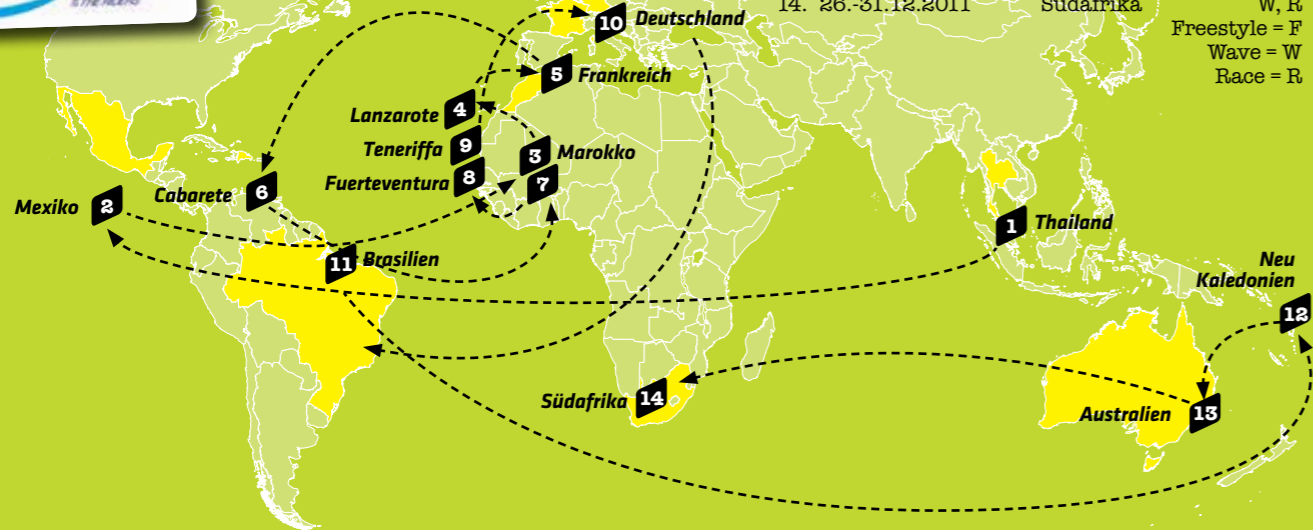 14. 26.-31.12.2011 Südafrika W, R
Freestyle = F
Wave = W
Race = R
10 Deutschland
5 Frankreich
Lanzarote 4
Teneriffa 9
3 Marokko
Fuerteventura 8
7
Cabarete 6
Mexiko 2
1 Thailand
11 Brasilien
Neu
Kaledonien
12
Südafrika 14
Australien 13